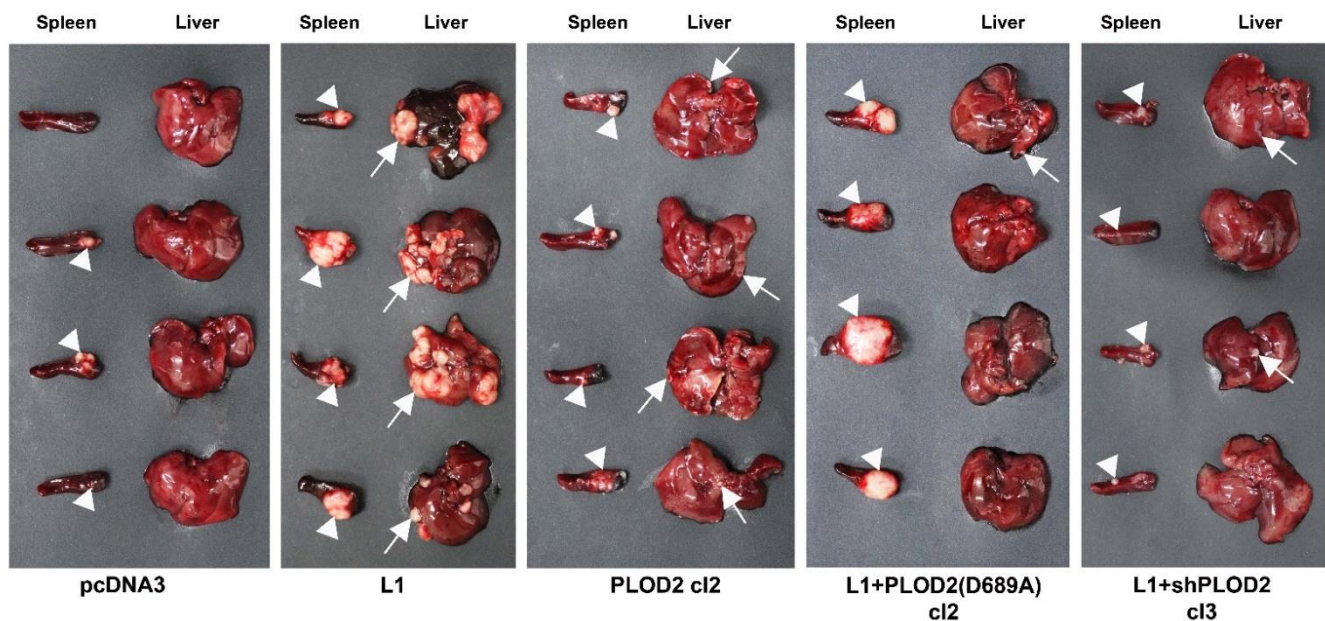 Spleen Liver Spleen Liver Spleen Liver Spleen Liver Spleen Liver
pcDNA3 L1 PLOD2 cl2 L1+PLOD2(D689A) L1+shPLOD2
cl2 cl3